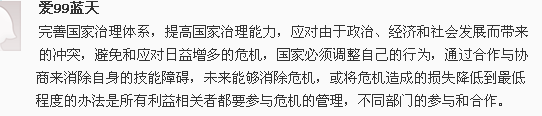 爱99蓝天
完善国家治理体系，提高国家治理能力，应对由于政治、经济和社会发展而带来
的冲突，避免和应对日益增多的危机，国家必须调整自己的行为，通过合作与协
商来消除自身的技能障碍，未来能够消除危机，或将危机造成的损失降低到最低
程度的办法是所有利益相关者都要参与危机的管理，不同部门的参与和合作。